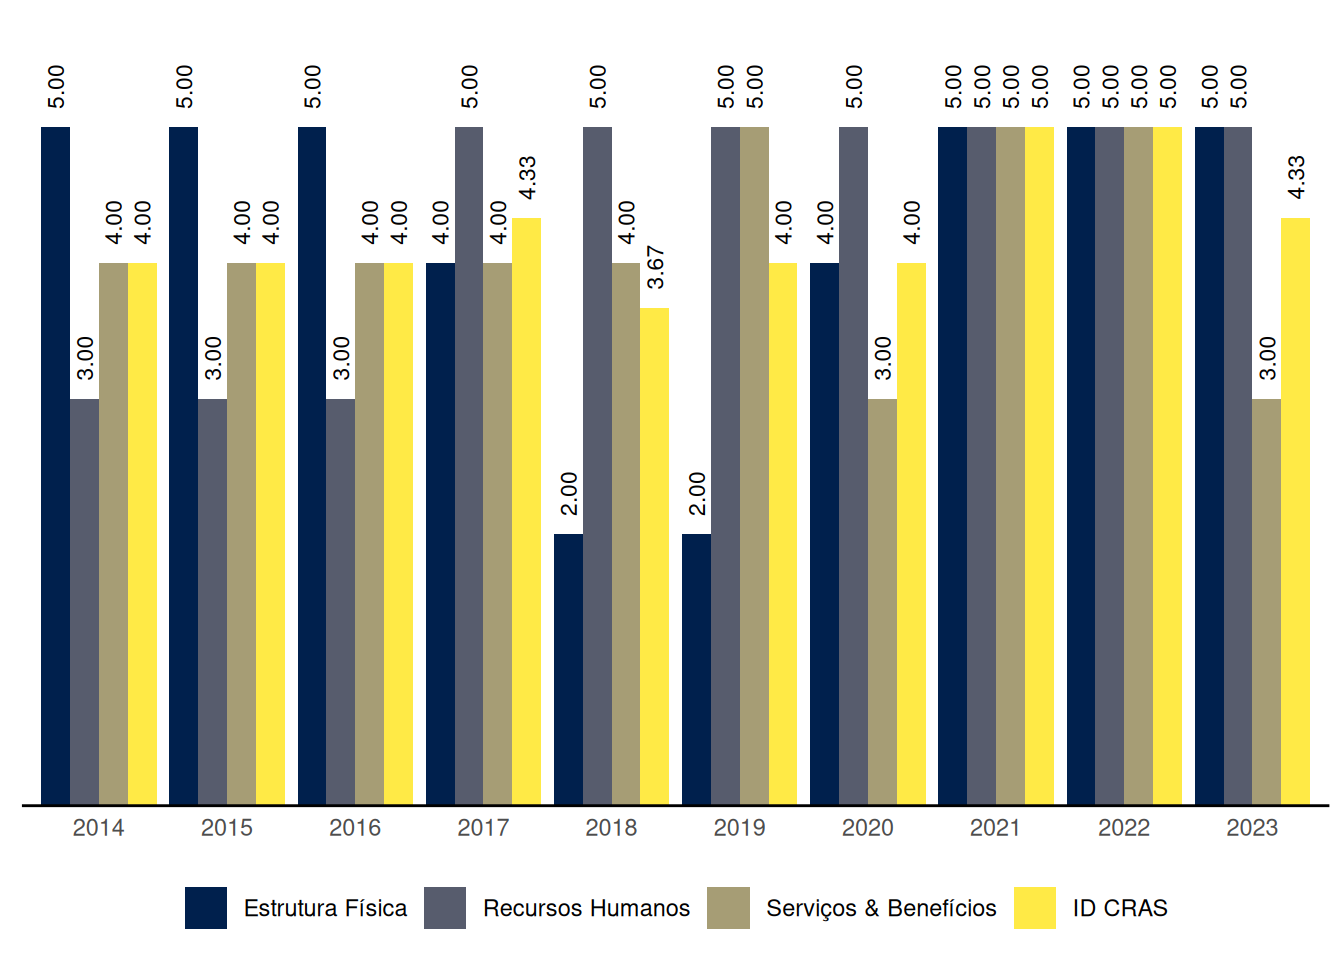 5.00 3.00 4.00 4.00 5.00 3.00 4.00 4.00 5.00 3.00 4.00 4.00 4.00 5.00 4.00 4.33 2.00 5.00 4.00 3.67 2.00 5.00 5.00 4.00 4.00 5.00 3.00 4.00 5.00 5.00 5.00 5.00 5.00 5.00 5.00 5.00 5.00 5.00 3.00 4.33
2014 2015 2016 2017 2018 2019 2020 2021 2022 2023
Estrutura Física Recursos Humanos Serviços & Benefícios ID CRAS